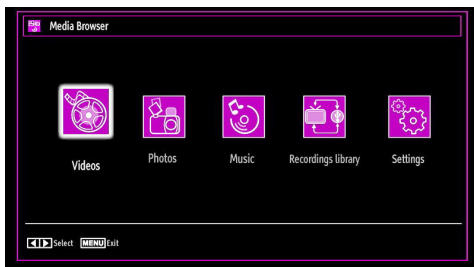 Media Browser
Videos
Photos
Music
Recordings library
Settings
Select MENU Exit